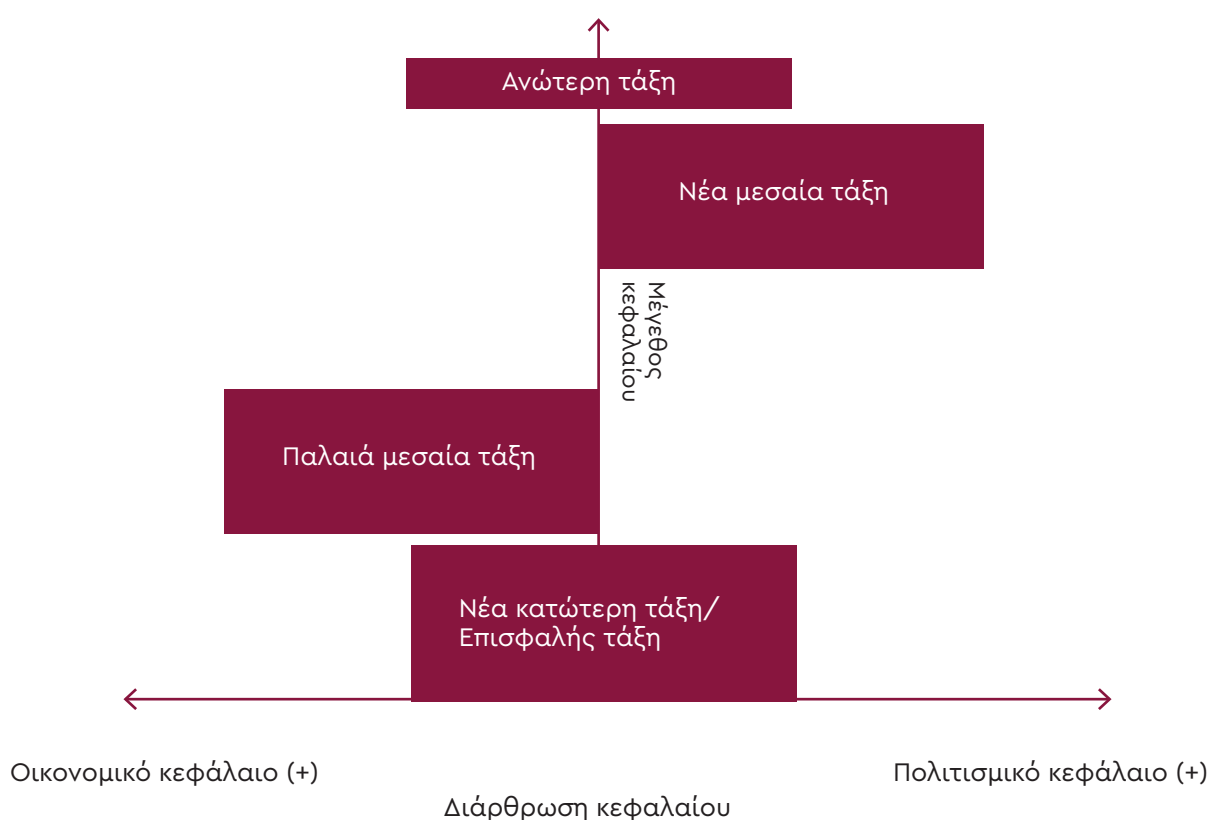 Ανώτερη τάξη
Νέα μεσαία τάξη
Μέγεθος
κεφαλαίου
Παλαιά μεσαία τάξη
Νέα κατώτερη τάξη/
Επισφαλής τάξη
Οικονομικό κεφάλαιο (+)
Πολιτισμικό κεφάλαιο (+)
Διάρθρωση κεφαλαίου